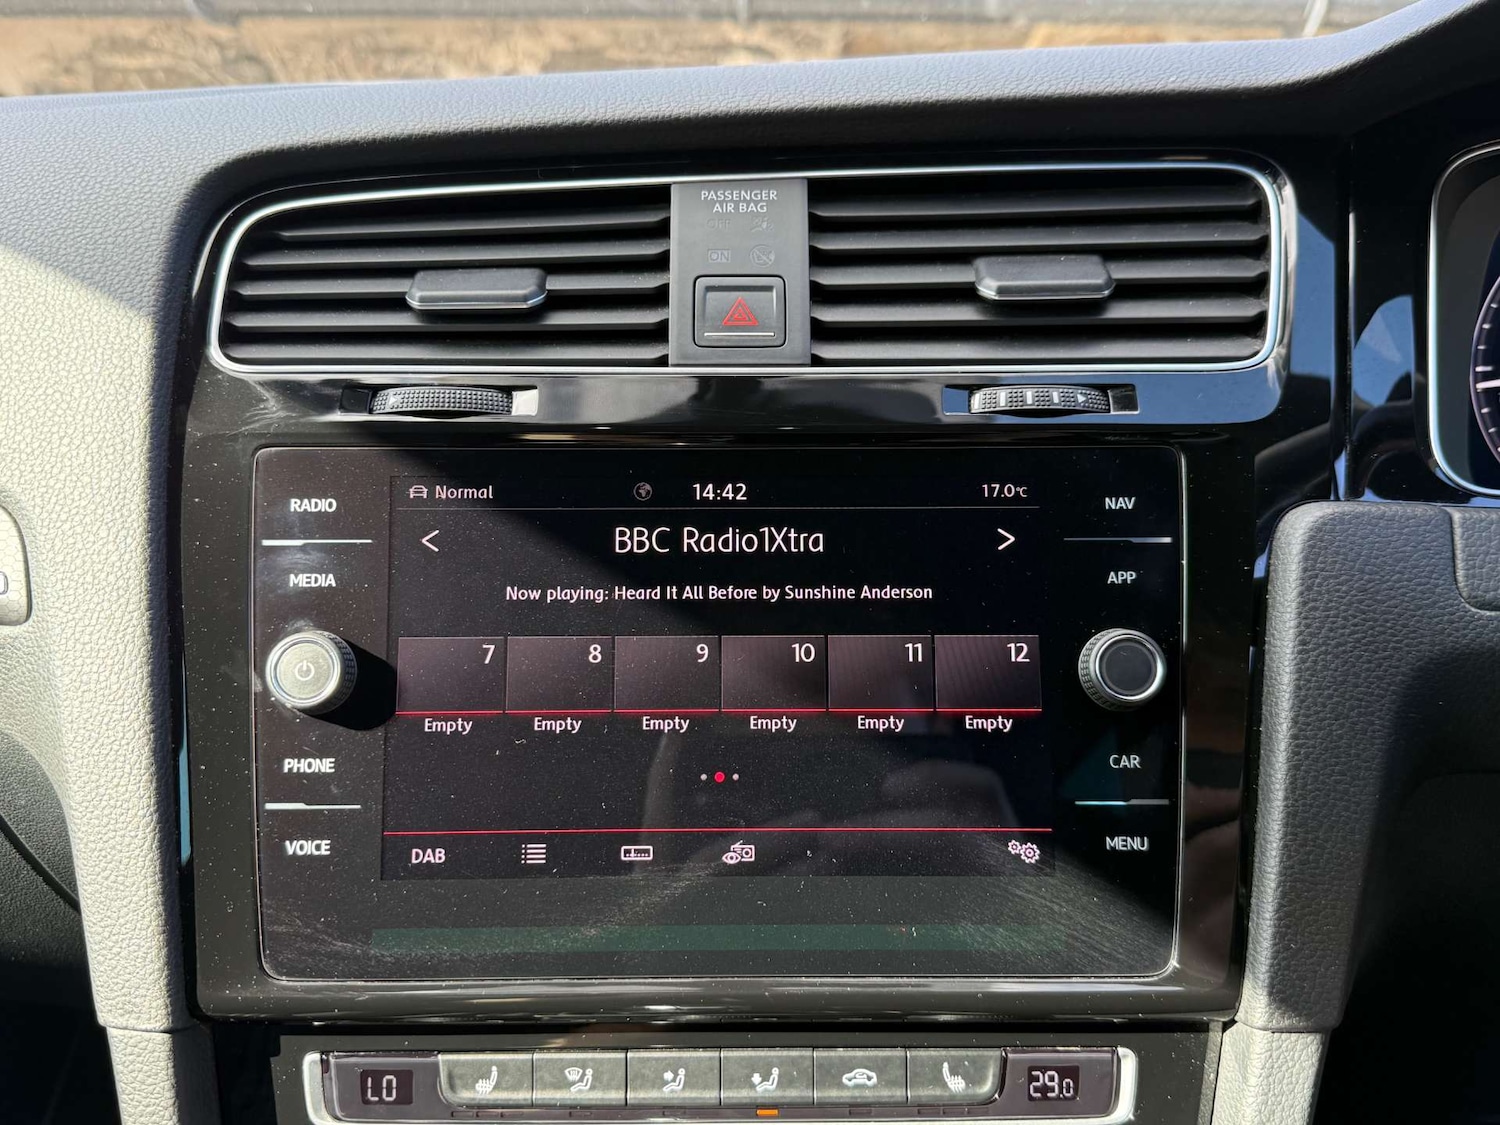 PASSENGER
AIR BAG
OFF
ON
RADIO
MEDIA
PHONE
VOICE
Normal
14:42
17.0°C
< BBC Radio1Xtra >
Now playing: Heard It All Before by Sunshine Anderson
7 8 9 10 11 12
Empty Empty Empty Empty Empty Empty
DAB
NAV
APP
CAR
MENU
LO
29.0